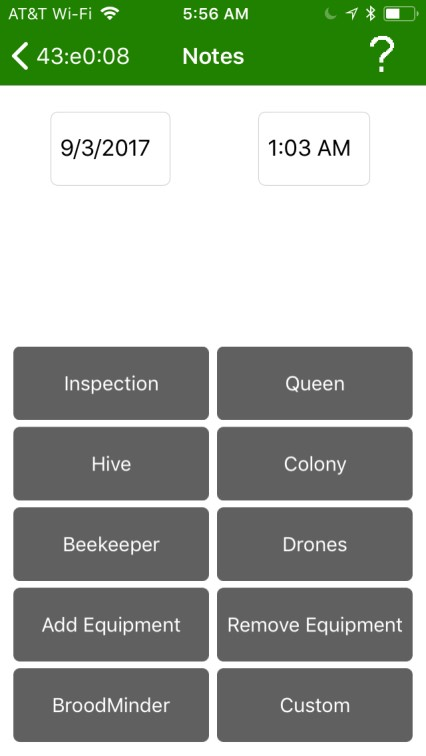 AT&T Wi-Fi 5:56 AM
43:e0:08 Notes ?
9/3/2017 1:03 AM
Inspection Queen
Hive Colony
Beekeeper Drones
Add Equipment Remove Equipment
BroodMinder Custom